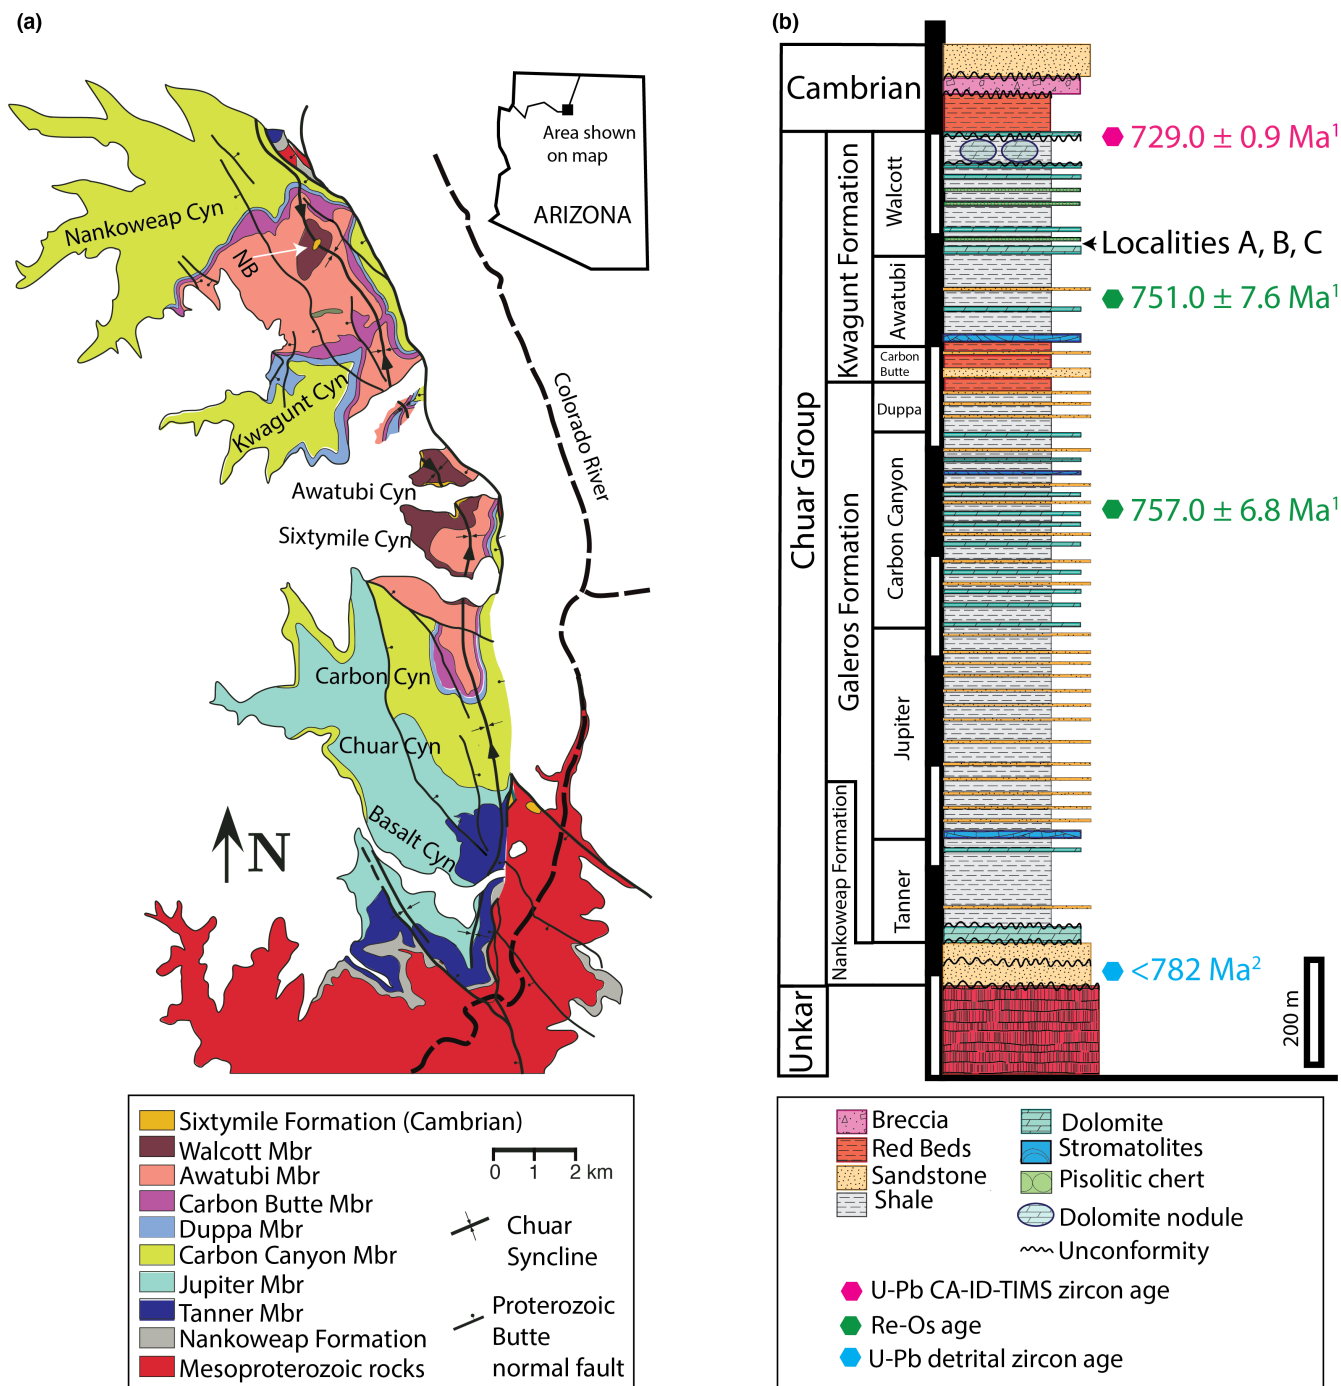 (a)
Nankoweap Cyn
NB
Kwagunt Cyn
Awatubi Cyn
Sixtymile Cyn
Carbon Cyn
Chuar Cyn
Basalt Cyn
Colorado River
Area shown
on map
ARIZONA
N
Sixtymile Formation (Cambrian)
Walcott Mbr
Awatubi Mbr
Carbon Butte Mbr
Duppa Mbr
Carbon Canyon Mbr
Jupiter Mbr
Tanner Mbr
Nankoweap Formation
Mesoproterozoic rocks
0 1 2 km
Chuar
Syncline
Proterozoic
Butte
normal fault
(b)
Cambrian
Chuar Group
Unkar
Kwagunt Formation
Galeros Formation
Nankoweap Formation
Walcott
Awatubi
Carbon
Butte
Duppa
Carbon Canyon
Jupiter
Tanner
729.0 ± 0.9 Ma¹
Localities A, B, C
751.0 ± 7.6 Ma¹
757.0 ± 6.8 Ma¹
<782 Ma²
200 m
Breccia
Red Beds
Sandstone
Shale
Dolomite
Stromatolites
Pisolitic chert
Dolomite nodule
Unconformity
U-Pb CA-ID-TIMS zircon age
Re-Os age
U-Pb detrital zircon age